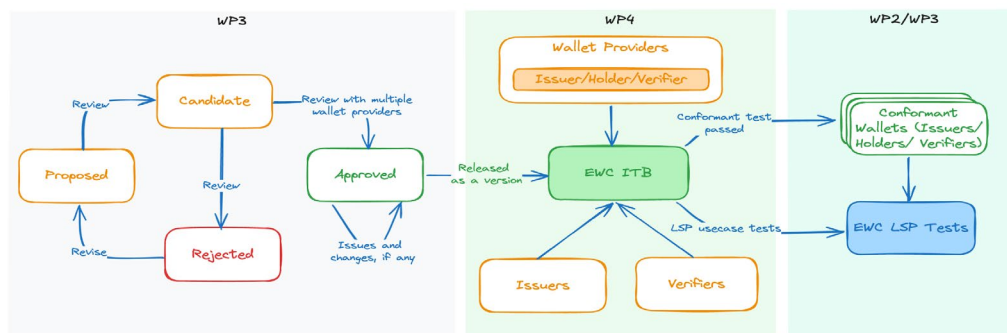 WP3
WP4
WP2/WP3
Wallet Providers
Issuer/Holder/Verifier
Candidate
Review
Review with multiple
wallet providers
Conformant test
passed
Conformant
Wallets (Issuers/
Holders/ Verifiers)
Proposed
Review
Approved
Released
as a version
EWC ITB
Revise
Rejected
Issues and
changes, if any
LSP usecase tests
EWC LSP Tests
Issuers
Verifiers